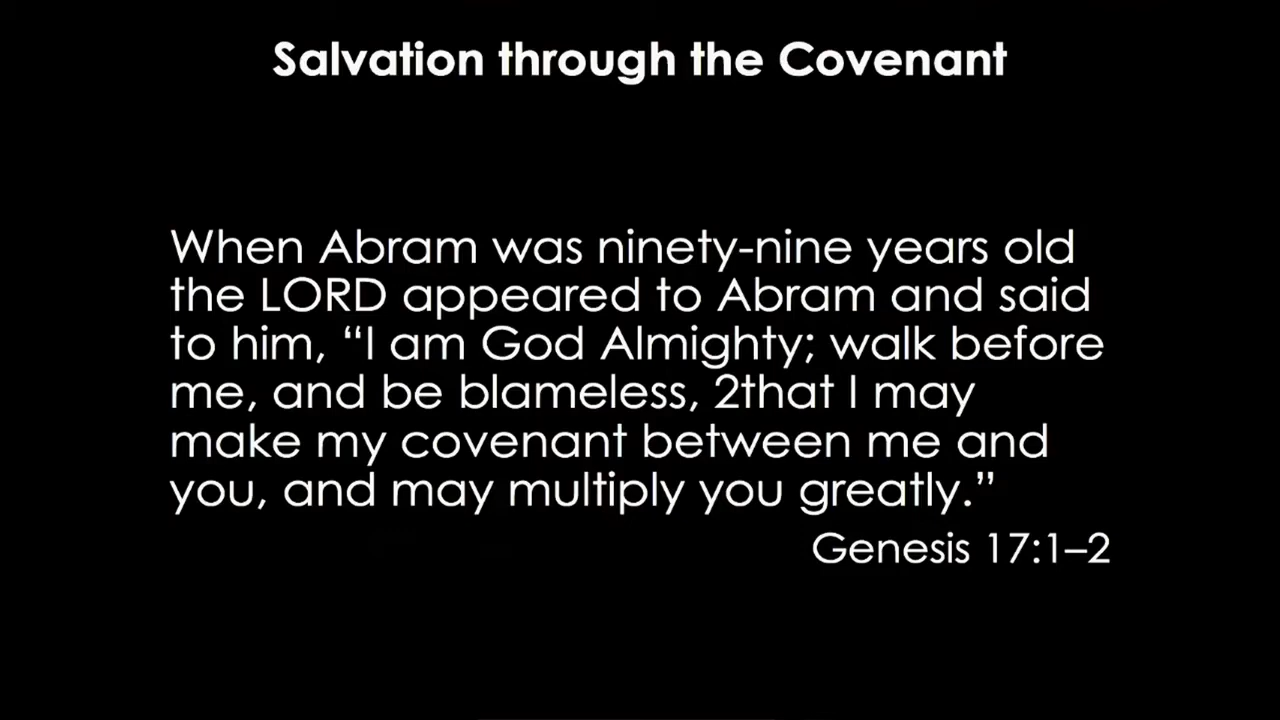 Salvation through the Covenant
When Abram was ninety-nine years old
the LORD appeared to Abram and said
to him, “I am God Almighty; walk before
me, and be blameless, 2that I may
make my covenant between me and
you, and may multiply you greatly.”
Genesis 17:1–2